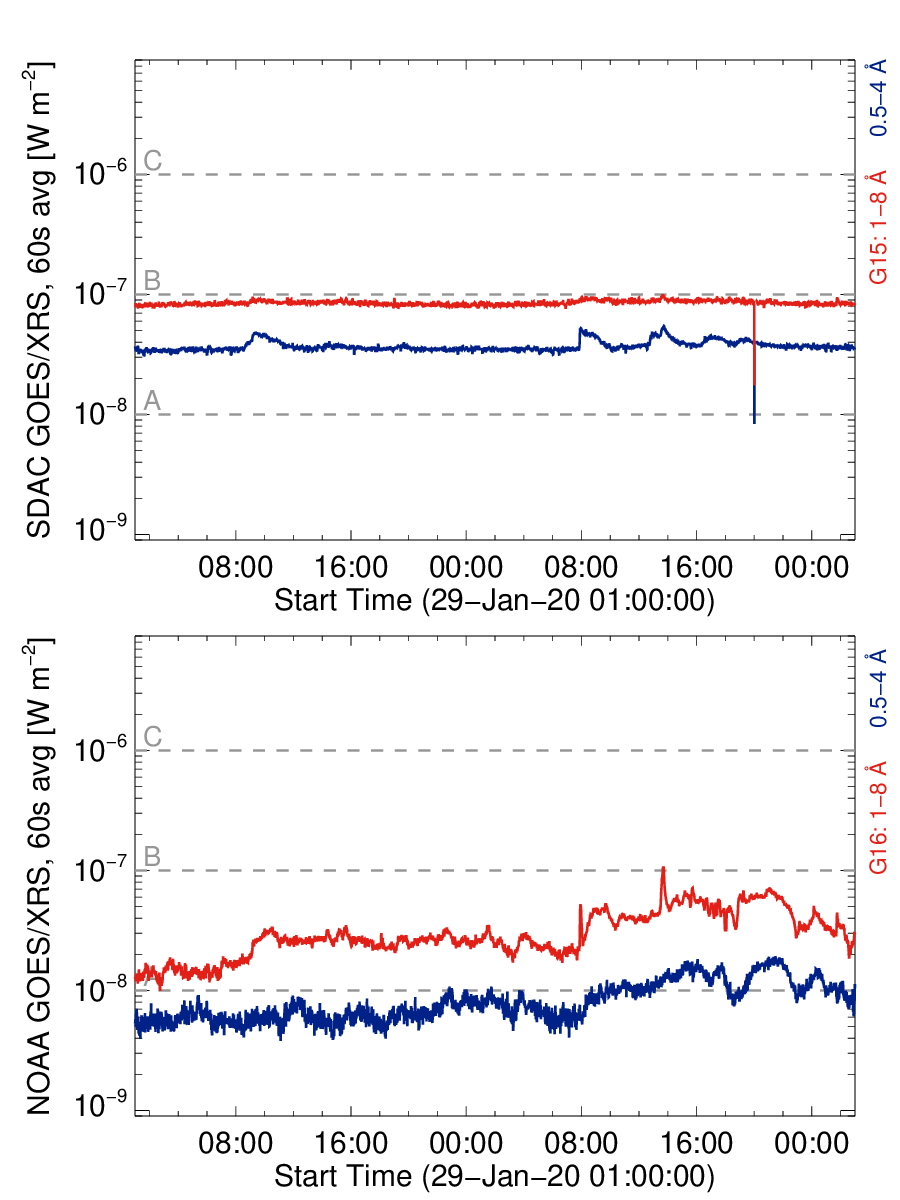 SDAC GOES/XRS, 60s avg [W m⁻²]
10⁻⁶
10⁻⁷
10⁻⁸
10⁻⁹
C
B
A
G15: 1−8 Å 0.5−4 Å
08:00 16:00 00:00 08:00 16:00 00:00
Start Time (29−Jan−20 01:00:00)
NOAA GOES/XRS, 60s avg [W m⁻²]
10⁻⁶
10⁻⁷
10⁻⁸
10⁻⁹
C
B
A
G16: 1−8 Å 0.5−4 Å
08:00 16:00 00:00 08:00 16:00 00:00
Start Time (29−Jan−20 01:00:00)